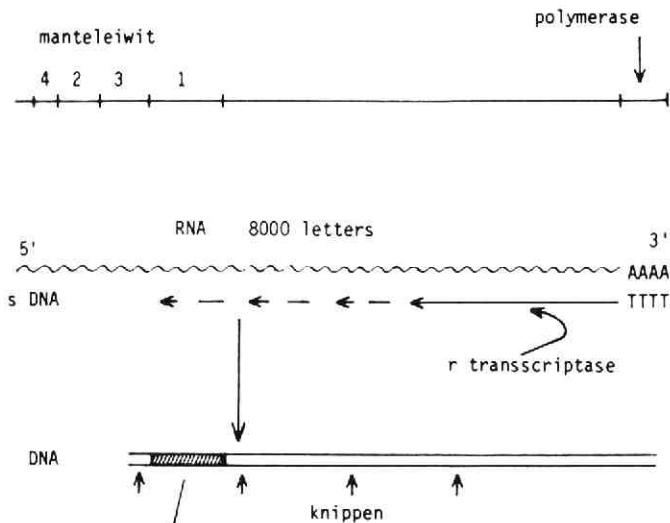 polymerase
manteleiwit
4 2 3 1
RNA 8000 letters
5' 3'
AAAA
s DNA TTTT
r transscriptase
DNA
knippen